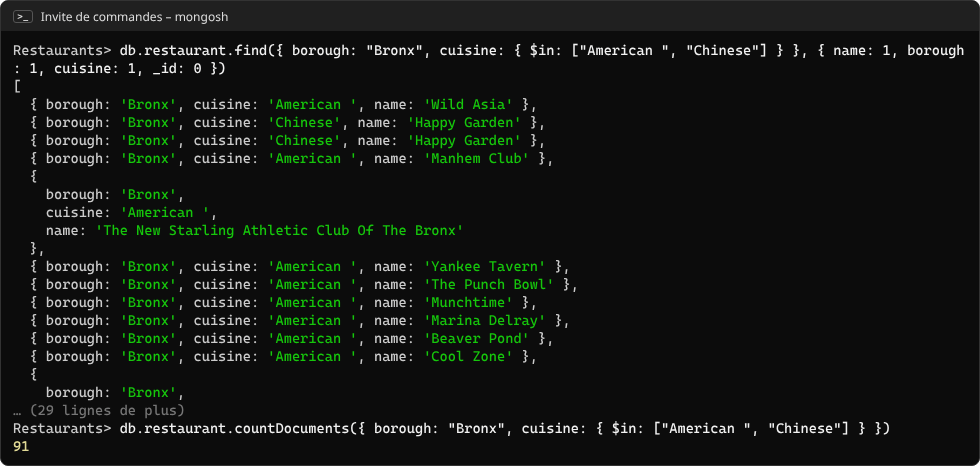 >_ Invite de commandes – mongosh
Restaurants> db.restaurant.find({ borough: "Bronx", cuisine: { $in: ["American ", "Chinese"] } }, { name: 1, borough
: 1, cuisine: 1, _id: 0 })
[
  { borough: 'Bronx', cuisine: 'American ', name: 'Wild Asia' },
  { borough: 'Bronx', cuisine: 'Chinese', name: 'Happy Garden' },
  { borough: 'Bronx', cuisine: 'Chinese', name: 'Happy Garden' },
  { borough: 'Bronx', cuisine: 'American ', name: 'Manhem Club' },
  {
    borough: 'Bronx',
    cuisine: 'American ',
    name: 'The New Starling Athletic Club Of The Bronx'
  },
  { borough: 'Bronx', cuisine: 'American ', name: 'Yankee Tavern' },
  { borough: 'Bronx', cuisine: 'American ', name: 'The Punch Bowl' },
  { borough: 'Bronx', cuisine: 'American ', name: 'Munchtime' },
  { borough: 'Bronx', cuisine: 'American ', name: 'Marina Delray' },
  { borough: 'Bronx', cuisine: 'American ', name: 'Beaver Pond' },
  { borough: 'Bronx', cuisine: 'American ', name: 'Cool Zone' },
  {
    borough: 'Bronx',
… (29 lignes de plus)
Restaurants> db.restaurant.countDocuments({ borough: "Bronx", cuisine: { $in: ["American ", "Chinese"] } })
91